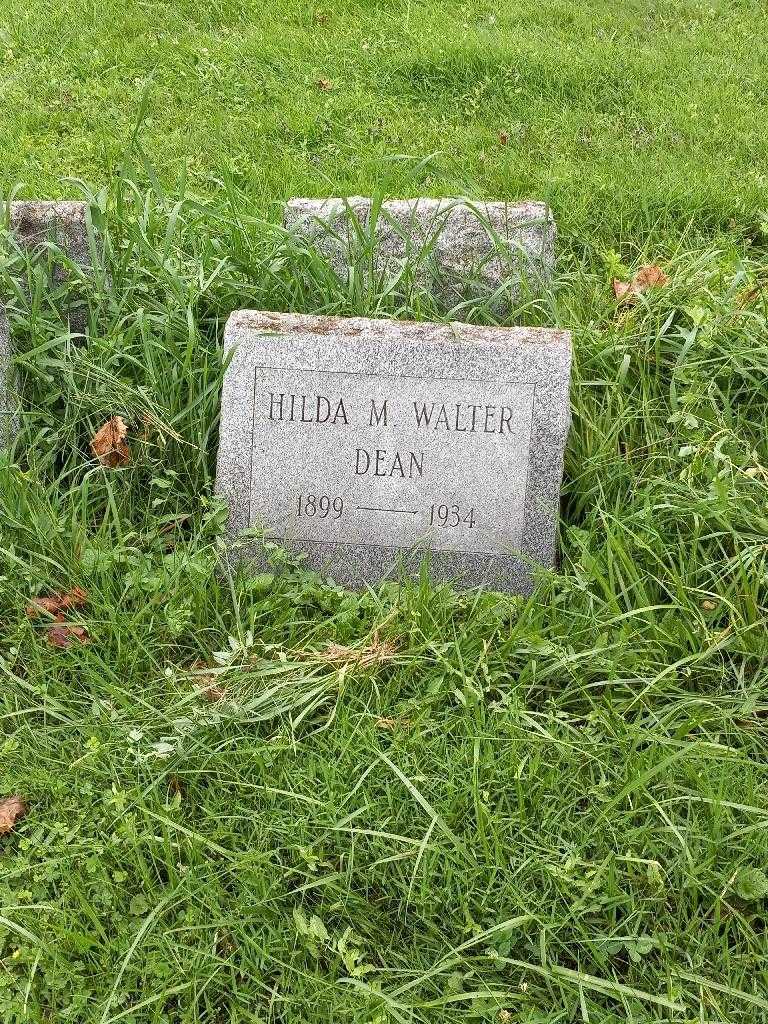 HILDA M. WALTER
DEAN
1899 — 1934